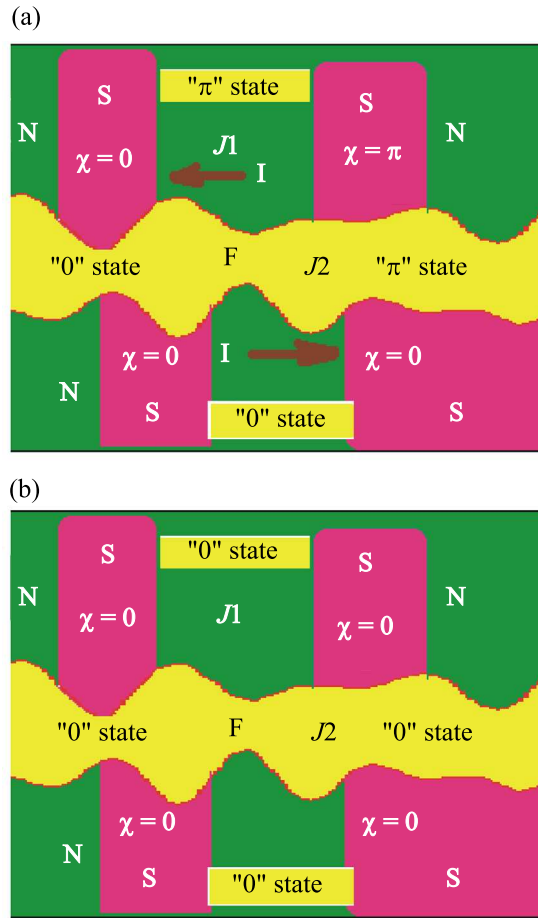 (a)
"π" state
S
S
N
N
J1
χ = 0
I
χ = π
"0" state
F
J2
"π" state
χ = 0
I
χ = 0
N
S
S
"0" state
(b)
"0" state
S
S
N
N
J1
χ = 0
χ = 0
"0" state
F
J2
"0" state
χ = 0
χ = 0
N
S
S
"0" state